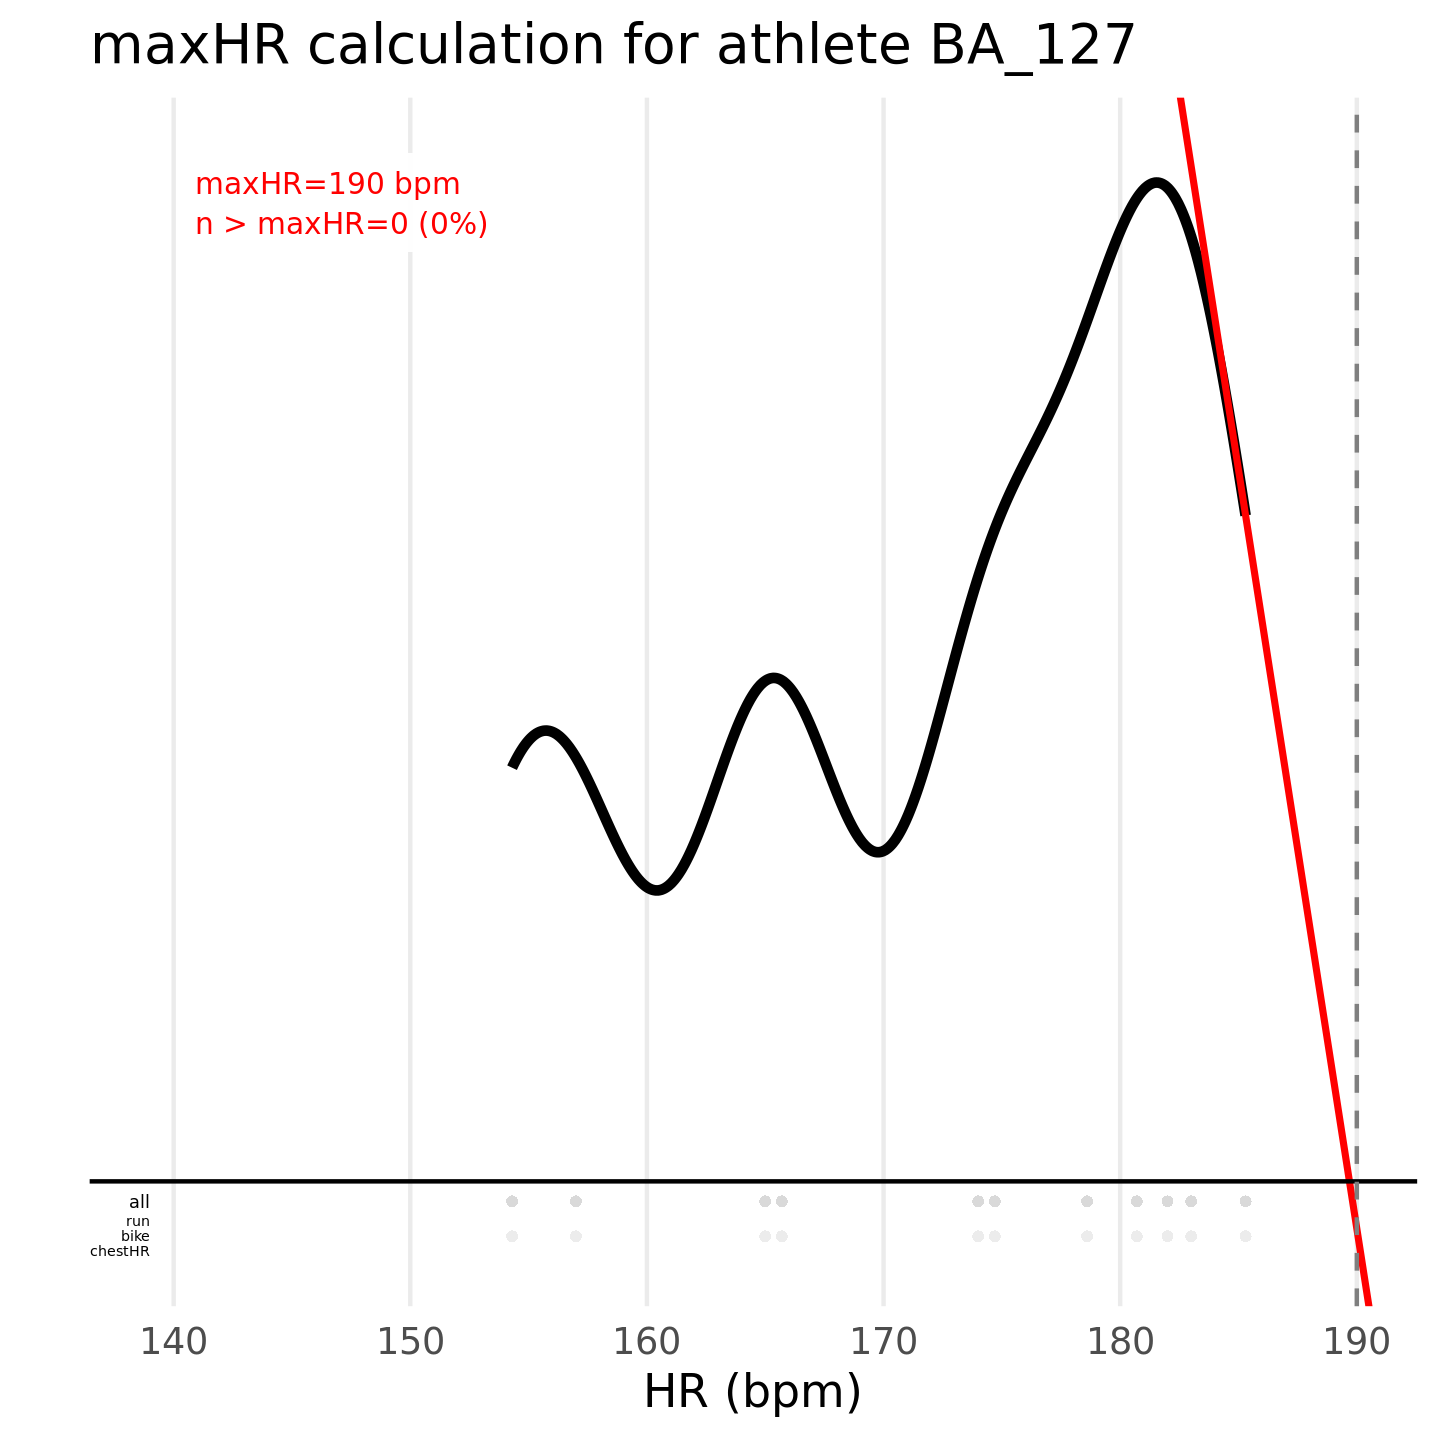 maxHR calculation for athlete BA_127
maxHR=190 bpm
n > maxHR=0 (0%)
all
run
bike
chestHR
140 150 160 170 180 190
HR (bpm)